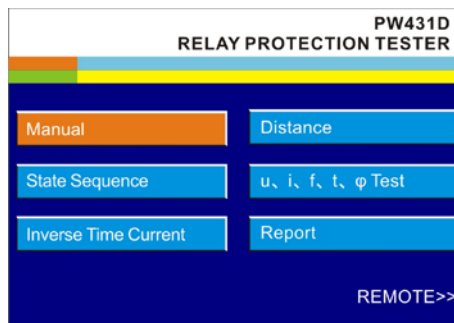 PW431D
RELAY PROTECTION TESTER
Manual
Distance
State Sequence
u、i、f、t、φ Test
Inverse Time Current
Report
REMOTE>>